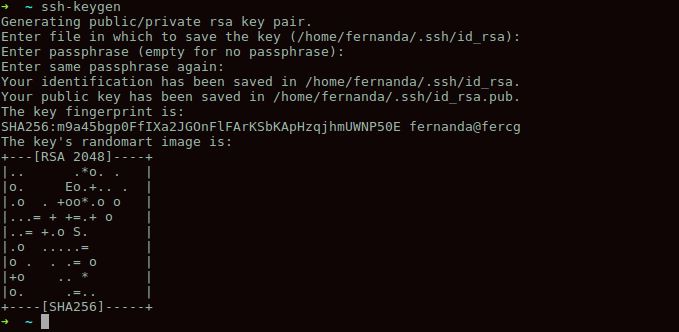 ➜  ~ ssh-keygen
Generating public/private rsa key pair.
Enter file in which to save the key (/home/fernanda/.ssh/id_rsa):
Enter passphrase (empty for no passphrase):
Enter same passphrase again:
Your identification has been saved in /home/fernanda/.ssh/id_rsa.
Your public key has been saved in /home/fernanda/.ssh/id_rsa.pub.
The key fingerprint is:
SHA256:m9a45bgp0FfIXa2JGOnFlFArKSbKApHzqjhmUWNP50E fernanda@fercg
The key's randomart image is:
+---[RSA 2048]----+
|..      .*o. .   |
|o.     Eo.+.. .  |
|.o  . +oo*.o o   |
|...= + +=.+ o    |
|..= +.o S.       |
|.o  .....=       |
|o .  . .= o      |
|+o    .. *       |
|o.     .=..      |
+----[SHA256]-----+
➜  ~